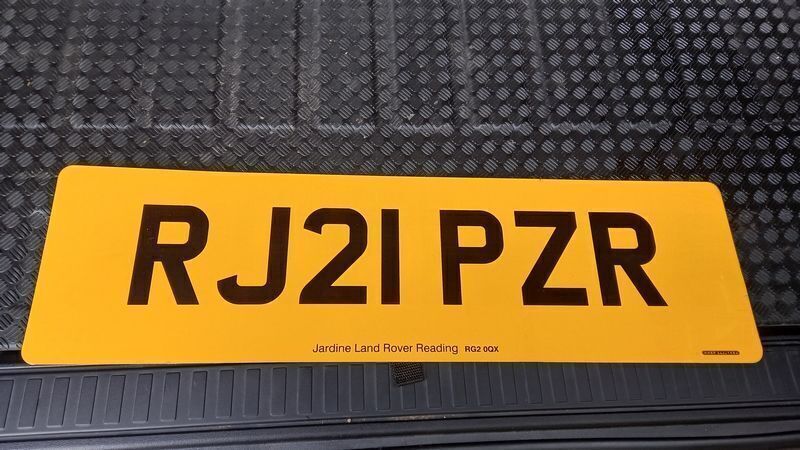 RJ21 PZR
Jardine Land Rover Reading RG2 0QX